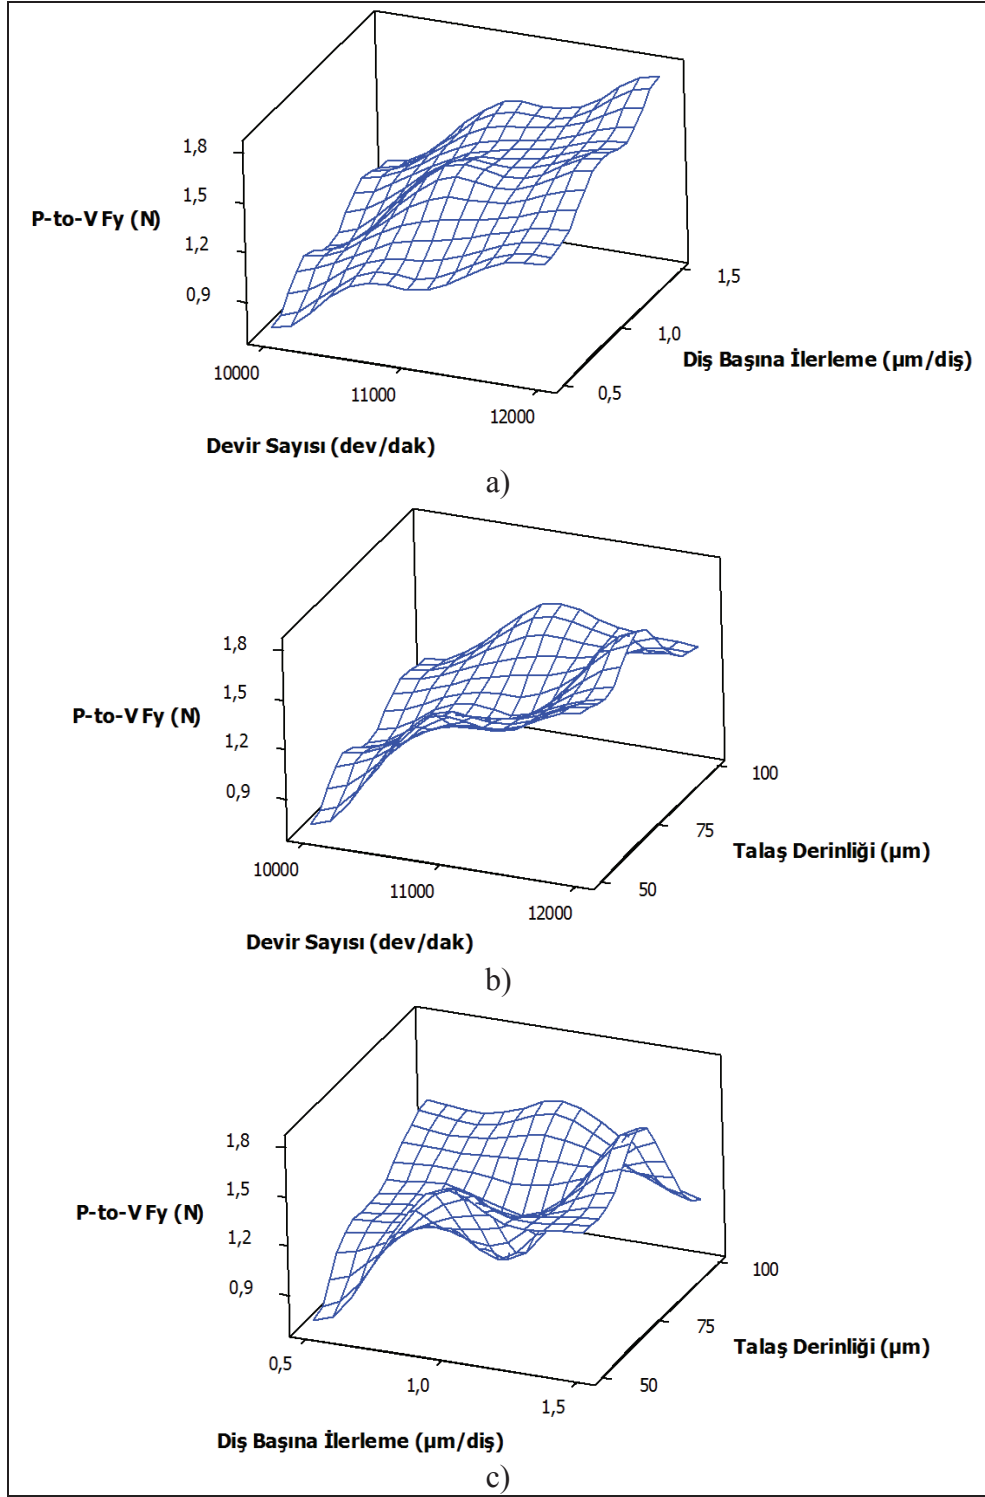 1,8
1,5
P-to-V Fy (N)
1,2
0,9
1,5
1,0
Diş Başına İlerleme (µm/diş)
0,5
10000
11000
12000
Devir Sayısı (dev/dak)
a)
1,8
1,5
P-to-V Fy (N)
1,2
0,9
100
75
Talaş Derinliği (µm)
50
10000
11000
12000
Devir Sayısı (dev/dak)
b)
1,8
1,5
P-to-V Fy (N)
1,2
0,9
100
75
Talaş Derinliği (µm)
50
0,5
1,0
1,5
Diş Başına İlerleme (µm/diş)
c)